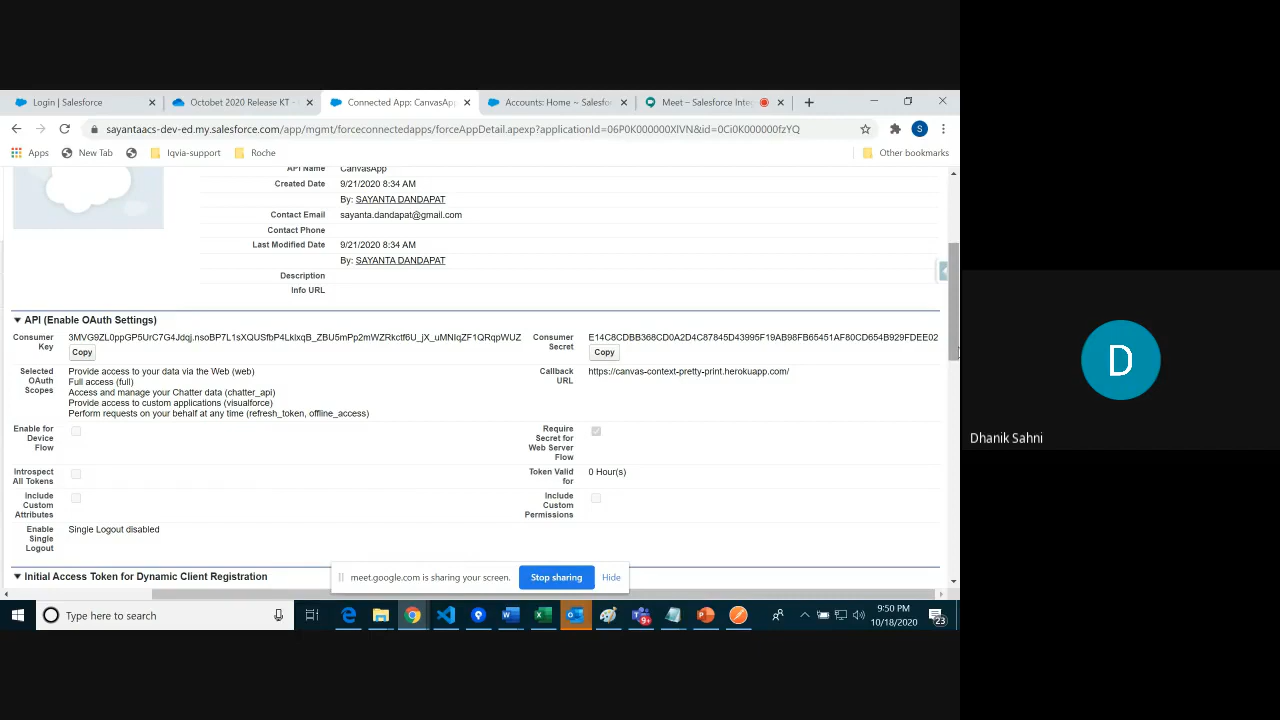 Login | Salesforce
Octobet 2020 Release KT -
Connected App: CanvasApp
Accounts: Home ~ Salesfo
Meet – Salesforce Inte
sayantaacs-dev-ed.my.salesforce.com/app/mgmt/forceconnectedapps/forceAppDetail.apexp?applicationId=06P0K000000XlVN&id=0Ci0K000000fzYQ
S
Apps
New Tab
Iqvia-support
Roche
Other bookmarks
API Name CanvasApp
Created Date 9/21/2020 8:34 AM
By: SAYANTA DANDAPAT
Contact Email sayanta.dandapat@gmail.com
Contact Phone
Last Modified Date 9/21/2020 8:34 AM
By: SAYANTA DANDAPAT
Description
Info URL
API (Enable OAuth Settings)
Consumer Key
Copy
Consumer Secret
E14C8CDBB368CD0A2D4C87845D43995F19AB98FB65451AF80CD654B929FDEE02
Copy
Selected OAuth Scopes
Provide access to your data via the Web (web)
Full access (full)
Access and manage your Chatter data (chatter_api)
Provide access to custom applications (visualforce)
Perform requests on your behalf at any time (refresh_token, offline_access)
Callback URL
https://canvas-context-pretty-print.herokuapp.com/
Enable for Device Flow
Require Secret for Web Server Flow
Introspect All Tokens
Token Valid for 0 Hour(s)
Include Custom Attributes
Include Custom Permissions
Enable Single Logout
Single Logout disabled
Initial Access Token for Dynamic Client Registration
meet.google.com is sharing your screen.
Stop sharing
Hide
Type here to search
9+
9:50 PM
10/18/2020
23
D
Dhanik Sahni